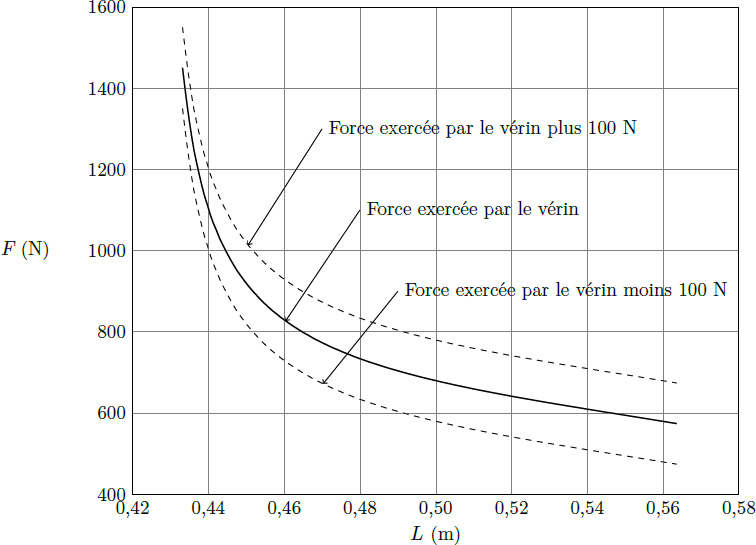 1600
1400
Force exercée par le vérin plus 100 N
1200
Force exercée par le vérin
F (N)
1000
Force exercée par le vérin moins 100 N
800
600
400
0,42 0,44 0,46 0,48 0,50 0,52 0,54 0,56 0,58
L (m)